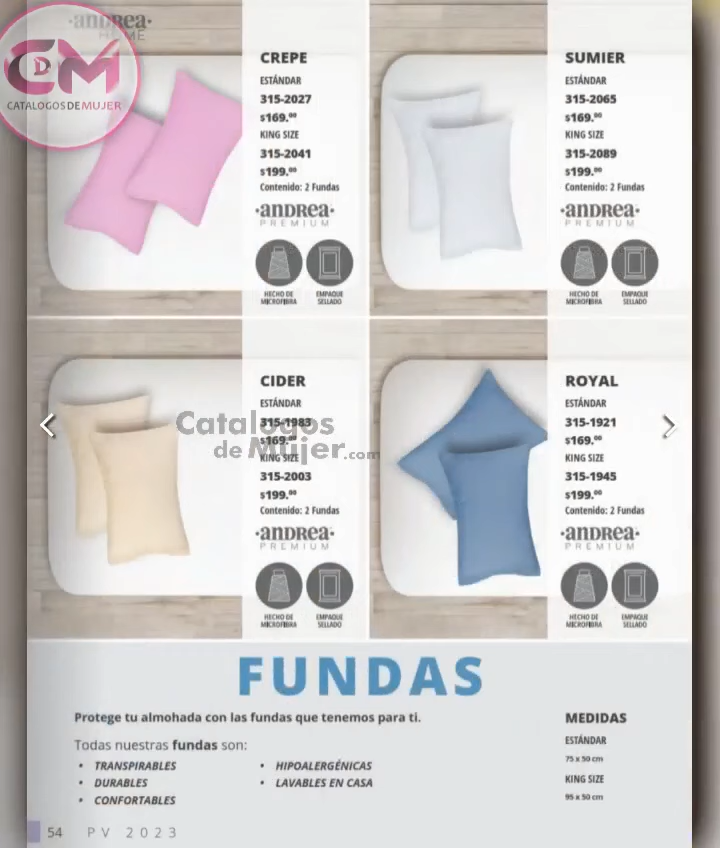 ·andrea·
HOME
CDM
CATALOGOS DE MUJER
CREPE
ESTÁNDAR
315-2027
$169.00
KING SIZE
315-2041
$199.00
Contenido: 2 Fundas
·andrea·
PREMIUM
HECHO DE
MICROFIBRA
EMPAQUE
SELLADO
SUMIER
ESTÁNDAR
315-2065
$169.00
KING SIZE
315-2089
$199.00
Contenido: 2 Fundas
·andrea·
PREMIUM
HECHO DE
MICROFIBRA
EMPAQUE
SELLADO
CIDER
ESTÁNDAR
315-1983
$169.00
KING SIZE
315-2003
$199.00
Contenido: 2 Fundas
·andrea·
PREMIUM
HECHO DE
MICROFIBRA
EMPAQUE
SELLADO
Catalogos
de Mujer.com
ROYAL
ESTÁNDAR
315-1921
$169.00
KING SIZE
315-1945
$199.00
Contenido: 2 Fundas
·andrea·
PREMIUM
HECHO DE
MICROFIBRA
EMPAQUE
SELLADO
FUNDAS
Protege tu almohada con las fundas que tenemos para ti.
Todas nuestras fundas son:
• TRANSPIRABLES
• DURABLES
• CONFORTABLES
• HIPOALERGÉNICAS
• LAVABLES EN CASA
MEDIDAS
ESTÁNDAR
75 x 50 cm
KING SIZE
95 x 50 cm
54 PV 2023